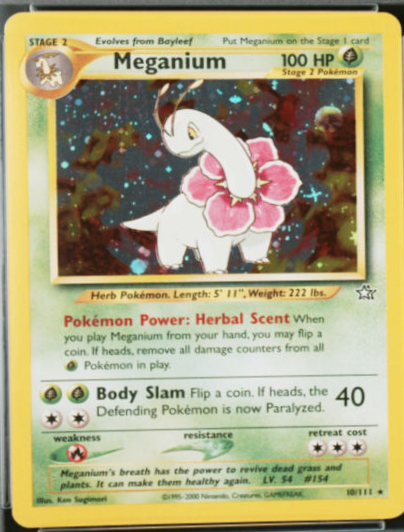 STAGE 2 Evolves from Bayleef Put Meganium on the Stage 1 card
Meganium 100 HP
Stage 2 Pokémon
Herb Pokémon. Length: 5' 11", Weight: 222 lbs.
Pokémon Power: Herbal Scent When
you play Meganium from your hand, you may flip a
coin. If heads, remove all damage counters from all
Pokémon in play.
Body Slam Flip a coin. If heads, the 40
Defending Pokémon is now Paralyzed.
weakness resistance retreat cost
Meganium's breath has the power to revive dead grass and
plants. It can make them healthy again. LV. 54 #154
Illus. Ken Sugimori ©1995-2000 Nintendo, Creatures, GAMEFREAK. 10/111